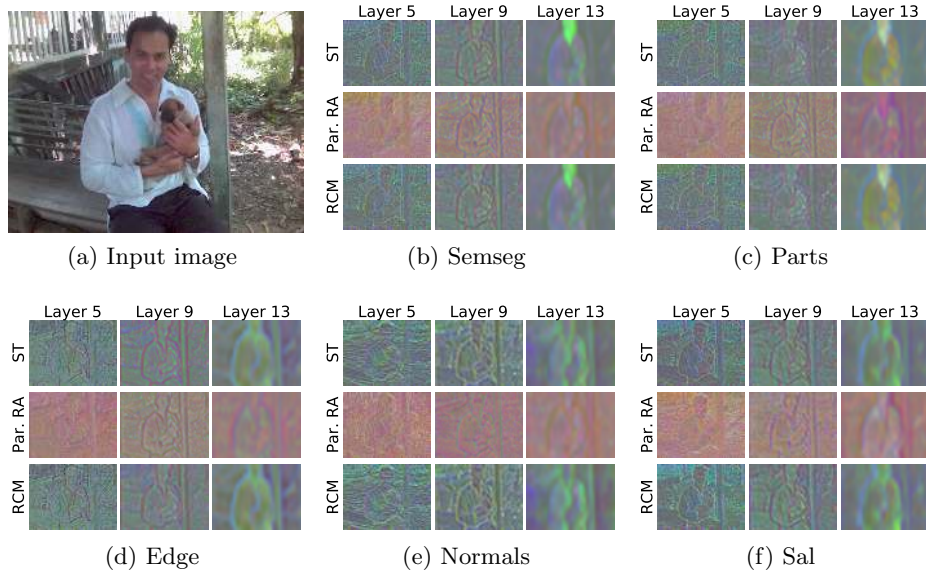 Layer 5 Layer 9 Layer 13
ST
Par. RA
RCM
Layer 5 Layer 9 Layer 13
ST
Par. RA
RCM
(a) Input image
(b) Semseg
(c) Parts
Layer 5 Layer 9 Layer 13
ST
Par. RA
RCM
Layer 5 Layer 9 Layer 13
ST
Par. RA
RCM
Layer 5 Layer 9 Layer 13
ST
Par. RA
RCM
(d) Edge
(e) Normals
(f) Sal